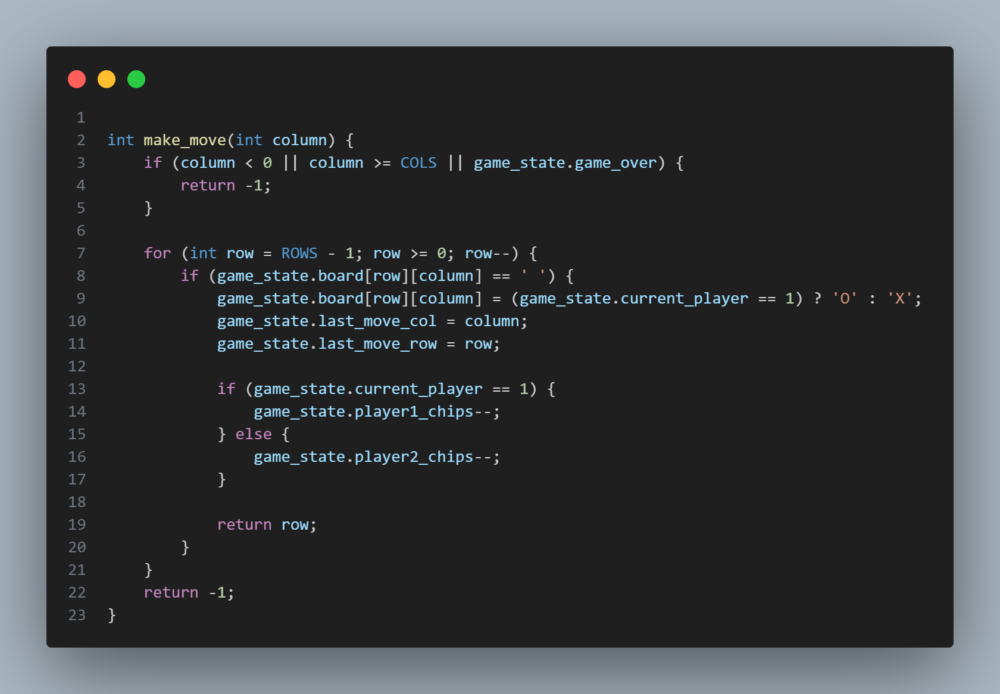 1
2 int make_move(int column) {
3     if (column < 0 || column >= COLS || game_state.game_over) {
4         return -1;
5     }
6
7     for (int row = ROWS - 1; row >= 0; row--) {
8         if (game_state.board[row][column] == ' ') {
9             game_state.board[row][column] = (game_state.current_player == 1) ? 'O' : 'X';
10             game_state.last_move_col = column;
11             game_state.last_move_row = row;
12
13             if (game_state.current_player == 1) {
14                 game_state.player1_chips--;
15             } else {
16                 game_state.player2_chips--;
17             }
18
19             return row;
20         }
21     }
22     return -1;
23 }